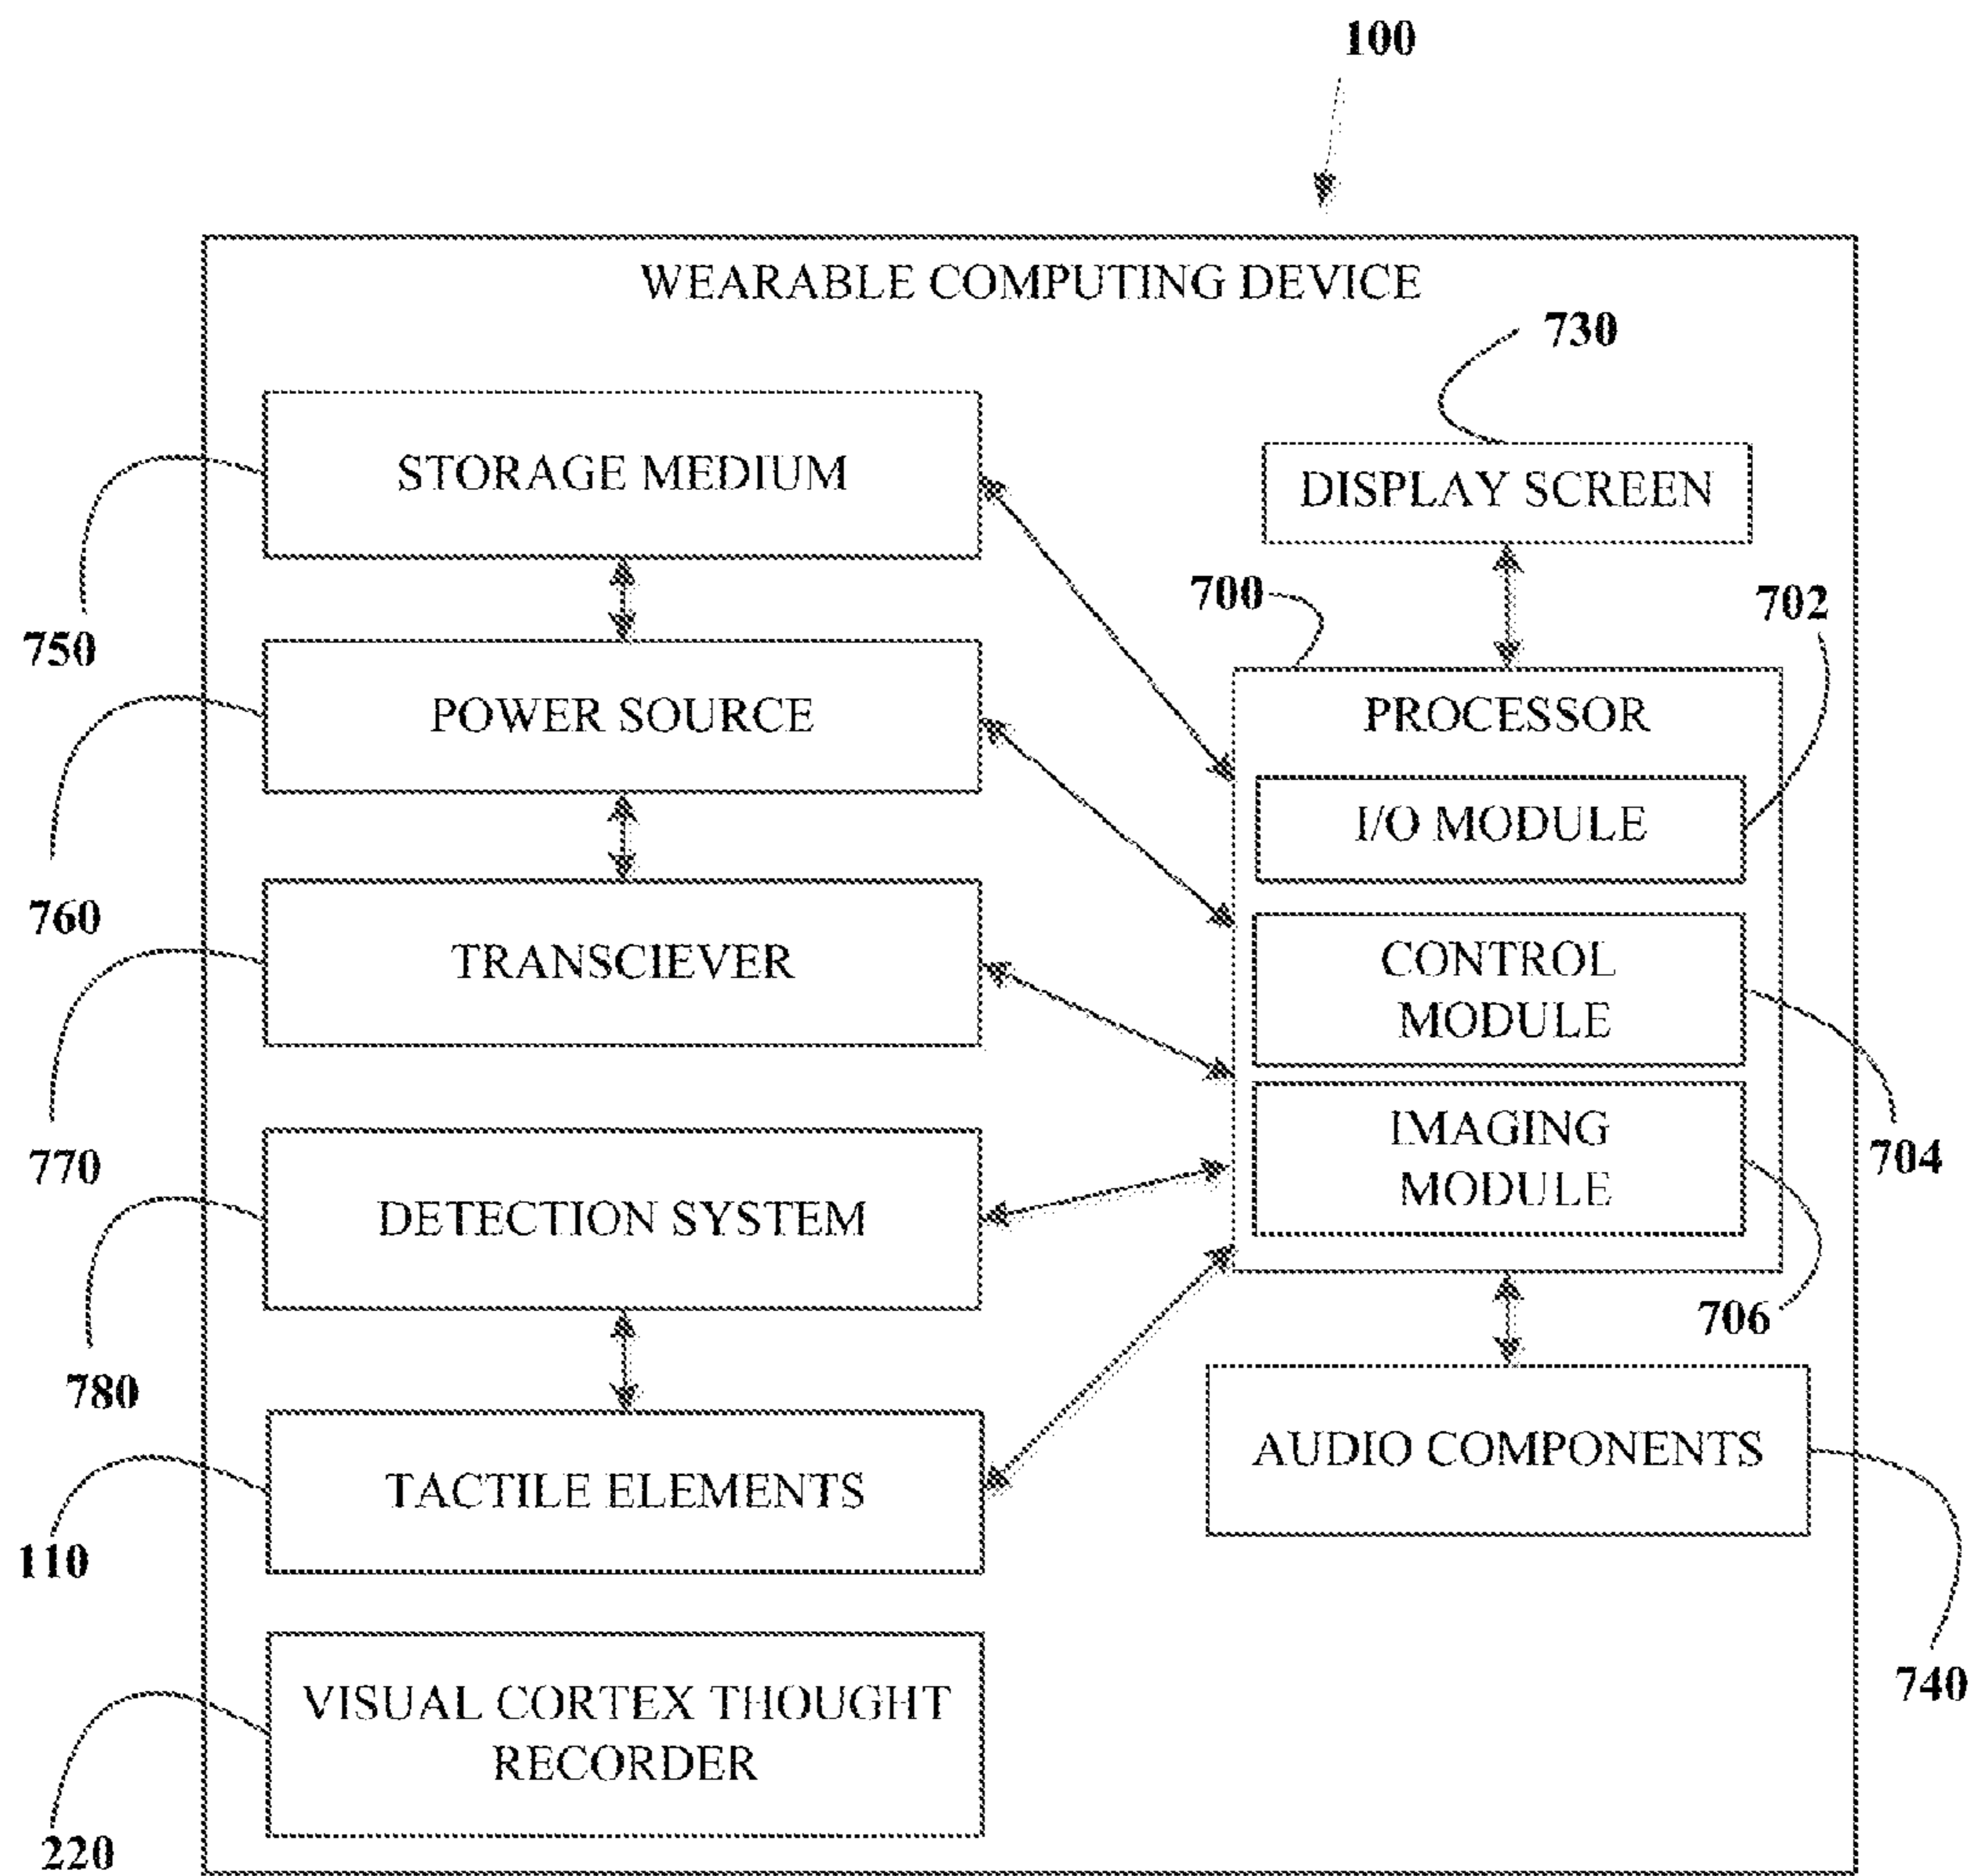 100
WEARABLE COMPUTING DEVICE
730
STORAGE MEDIUM
DISPLAY SCREEN
700
702
750
POWER SOURCE
PROCESSOR
I/O MODULE
760
TRANSCIEVER
CONTROL
MODULE
770
IMAGING
MODULE
704
DETECTION SYSTEM
706
780
AUDIO COMPONENTS
TACTILE ELEMENTS
110
740
VISUAL CORTEX THOUGHT
RECORDER
220